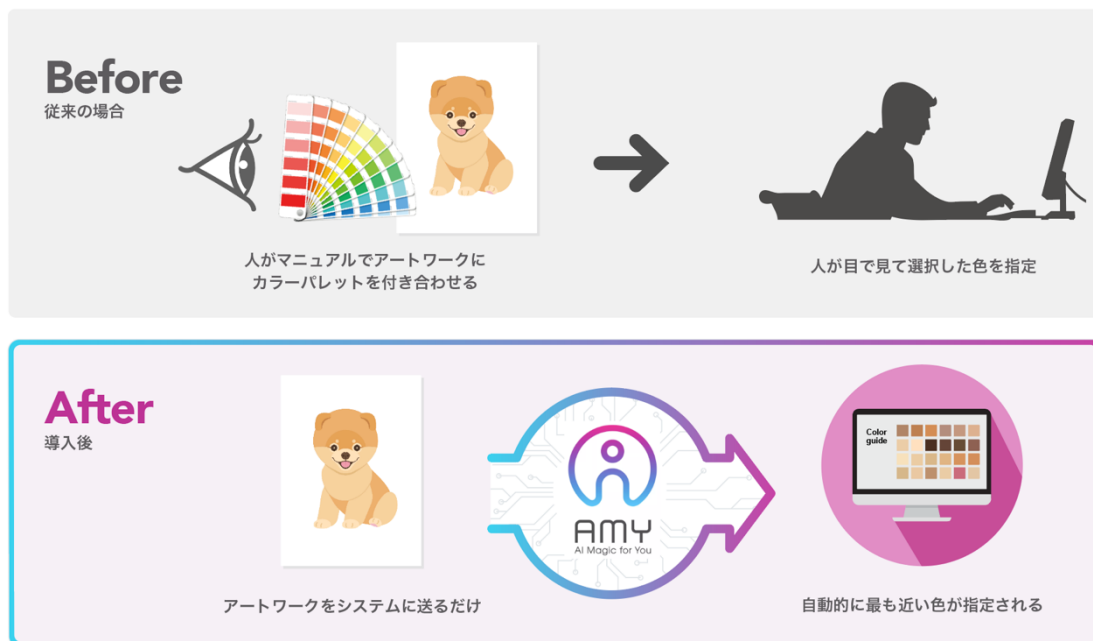 Before
従来の場合
人がマニュアルでアートワークに
カラーパレットを付き合わせる
人が目で見て選択した色を指定
After
導入後
AMY
AI Magic for You
Color
guide
アートワークをシステムに送るだけ
自動的に最も近い色が指定される